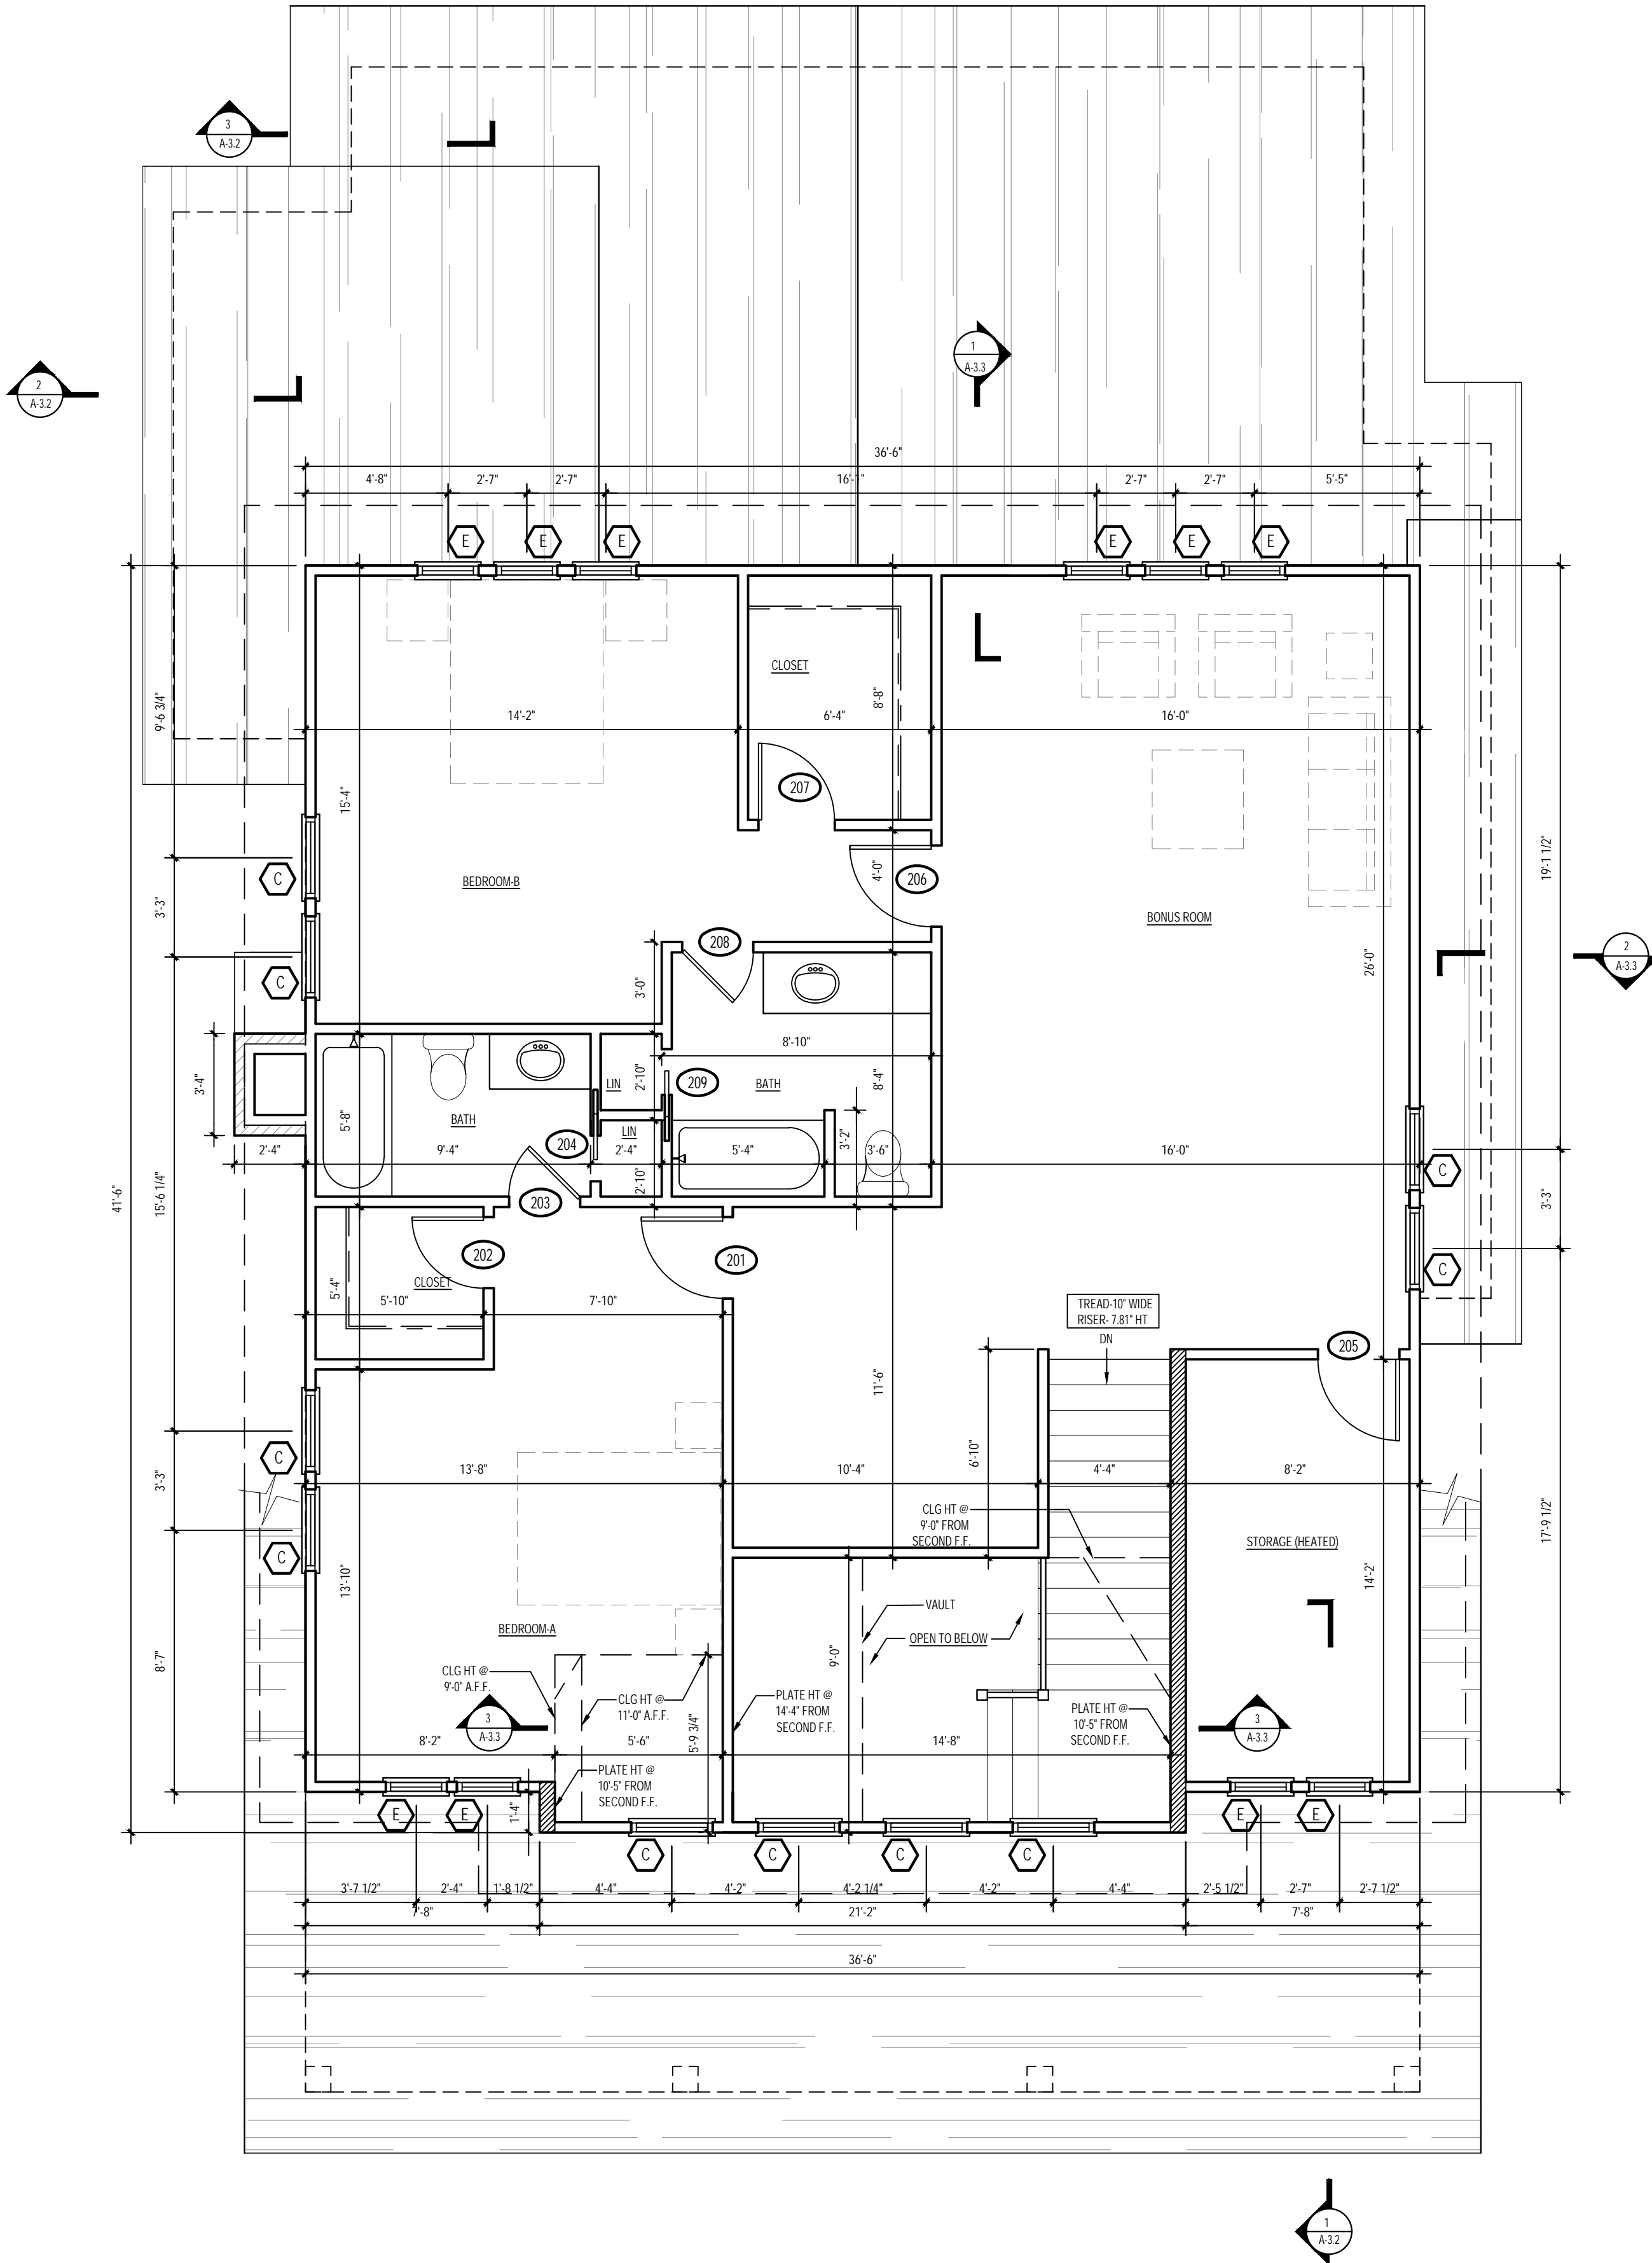 3
A-3.2
2
A-3.2
1
A-3.3
36'-6"
4'-8"
2'-7"
2'-7"
16'-1"
2'-7"
2'-7"
5'-5"
E
E
E
E
E
E
CLOSET
8'-8"
9'-6 3/4"
14'-2"
6'-4"
16'-0"
207
15'-4"
19'-1 1/2"
C
BEDROOM-B
4'-0"
206
3'-3"
BONUS ROOM
208
2
A-3.3
C
3'-0"
26'-0"
8'-10"
3'-4"
LIN
2'-10"
209
BATH
8'-4"
5'-8"
BATH
LIN
204
3'-2"
2'-4"
9'-4"
2'-4"
5'-4"
3'-6"
16'-0"
C
41'-6"
15'-6 1/4"
2'-10"
203
3'-3"
202
201
C
CLOSET
5'-4"
5'-10"
7'-10"
TREAD-10" WIDE
RISER- 7.81" HT
DN
205
11'-6"
6'-10"
C
13'-8"
10'-4"
4'-4"
8'-2"
3'-3"
CLG HT @
9'-0" FROM
SECOND F.F.
17'-9 1/2"
STORAGE (HEATED)
C
13'-10"
14'-2"
VAULT
BEDROOM-A
OPEN TO BELOW
9'-0"
8'-7"
CLG HT @
9'-0" A.F.F.
CLG HT @
11'-0" A.F.F.
PLATE HT @
14'-4" FROM
SECOND F.F.
PLATE HT @
10'-5" FROM
SECOND F.F.
3
A-3.3
3
A-3.3
5'-9 3/4"
8'-2"
5'-6"
14'-8"
PLATE HT @
10'-5" FROM
SECOND F.F.
E
E
1'-4"
E
E
C
C
C
C
3'-7 1/2"
2'-4"
1'-8 1/2"
4'-4"
4'-2"
4'-2 1/4"
4'-2"
4'-4"
2'-5 1/2"
2'-7"
2'-7 1/2"
7'-8"
21'-2"
7'-8"
36'-6"
1
A-3.2